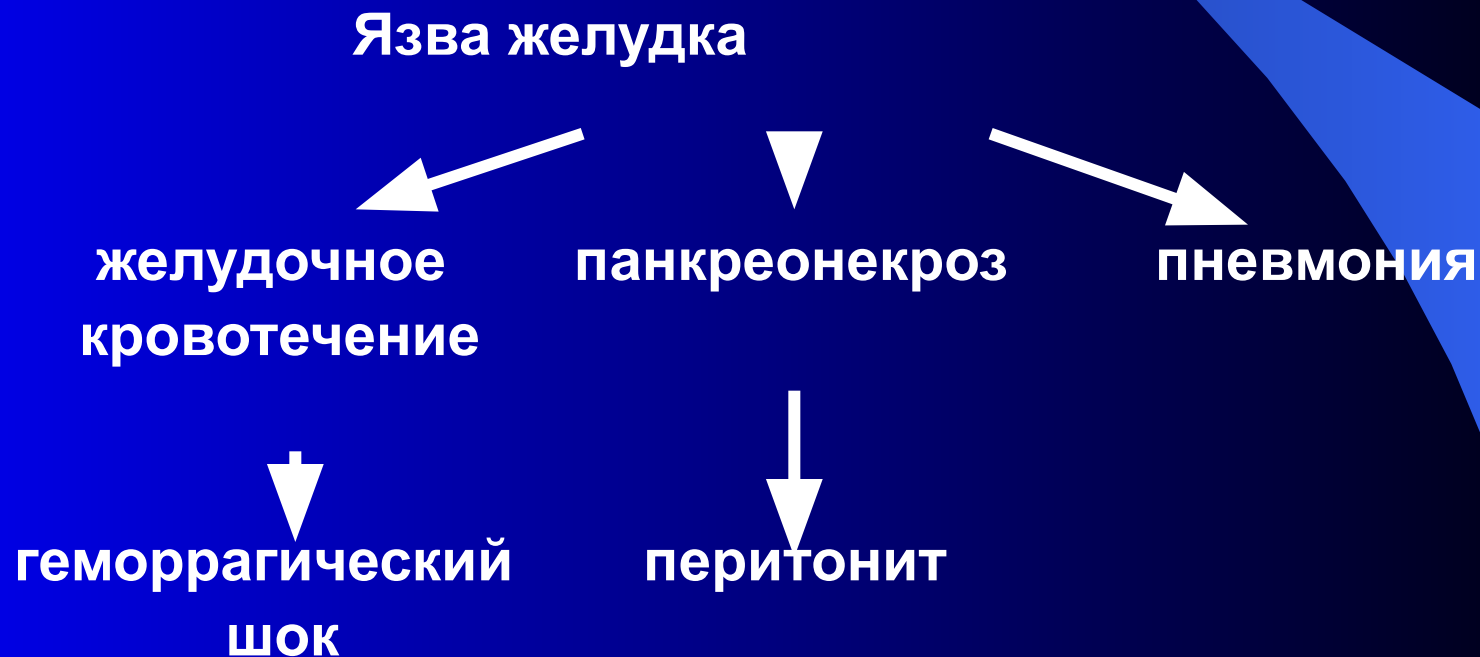 Язва желудка
желудочное
кровотечение
панкреонекроз
пневмония
геморрагический
шок
перитонит